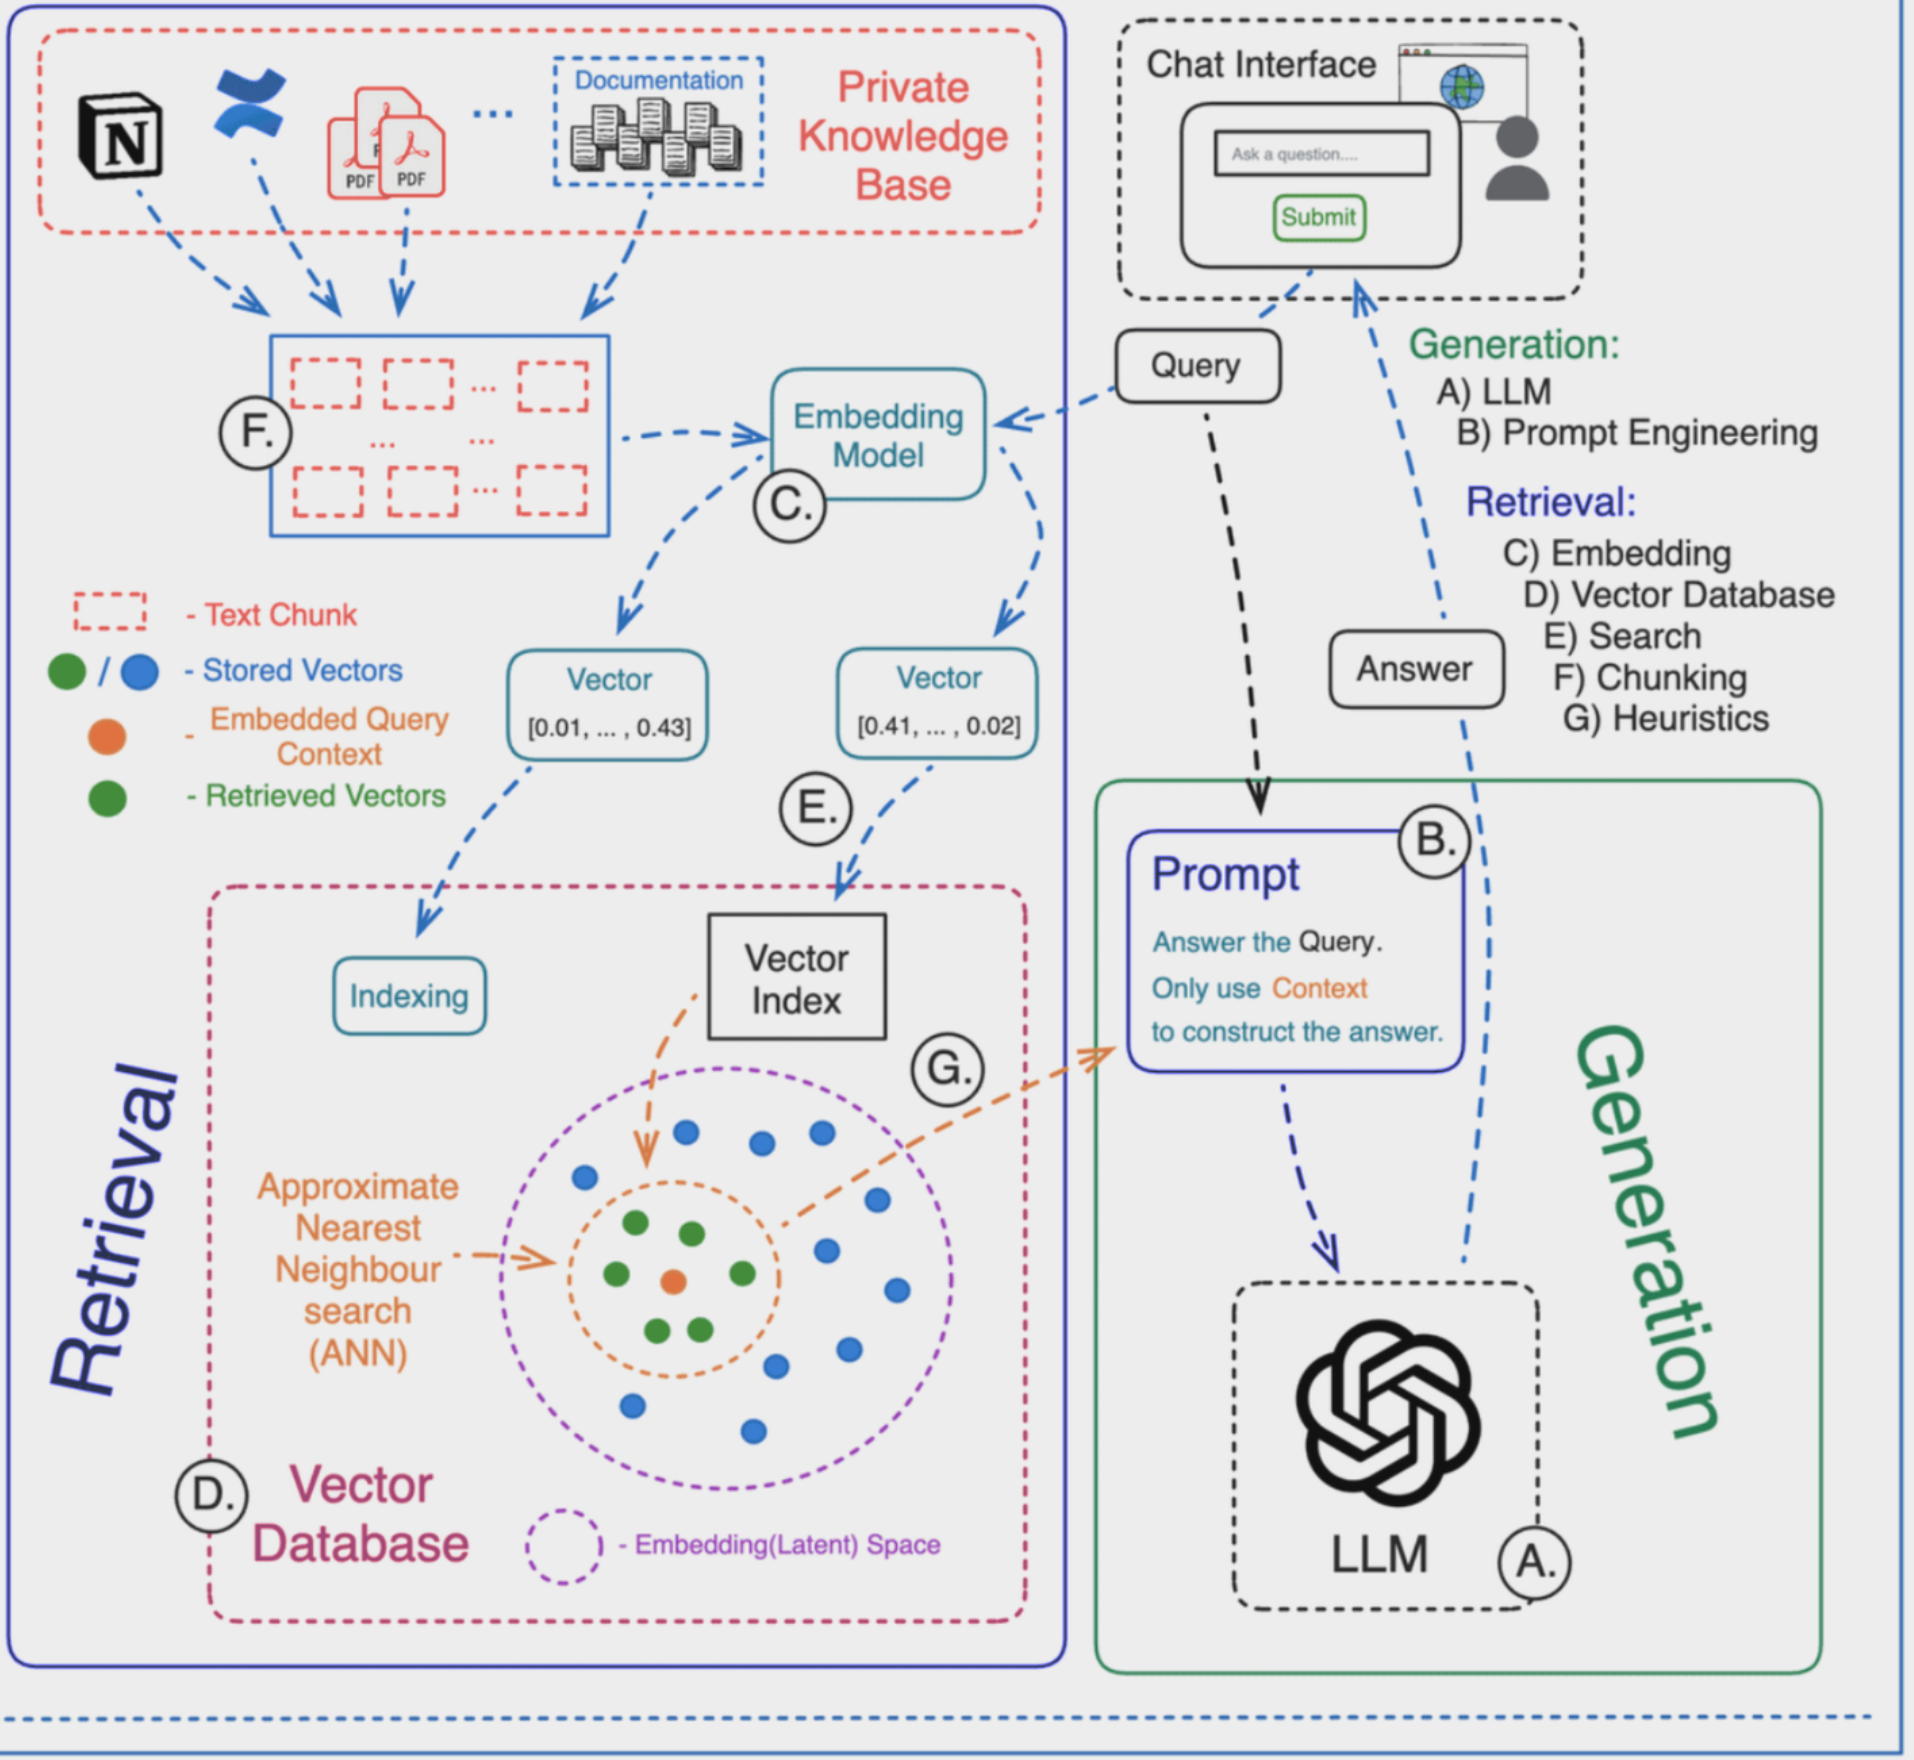 Documentation
Private
Knowledge
Base
N
PDF
PDF
...
Chat Interface
Ask a question....
Submit
Query
Generation:
A) LLM
B) Prompt Engineering
Retrieval:
C) Embedding
D) Vector Database
E) Search
F) Chunking
G) Heuristics
F.
...
... ...
...
Embedding
Model
C.
- Text Chunk
/ - Stored Vectors
- Embedded Query
Context
- Retrieved Vectors
Vector
[0.01, ... , 0.43]
Vector
[0.41, ... , 0.02]
Answer
E.
Indexing
Vector
Index
G.
Approximate
Nearest
Neighbour
search
(ANN)
Retrieval
D.
Vector
Database
- Embedding(Latent) Space
B.
Prompt
Answer the Query.
Only use Context
to construct the answer.
Generation
LLM
A.